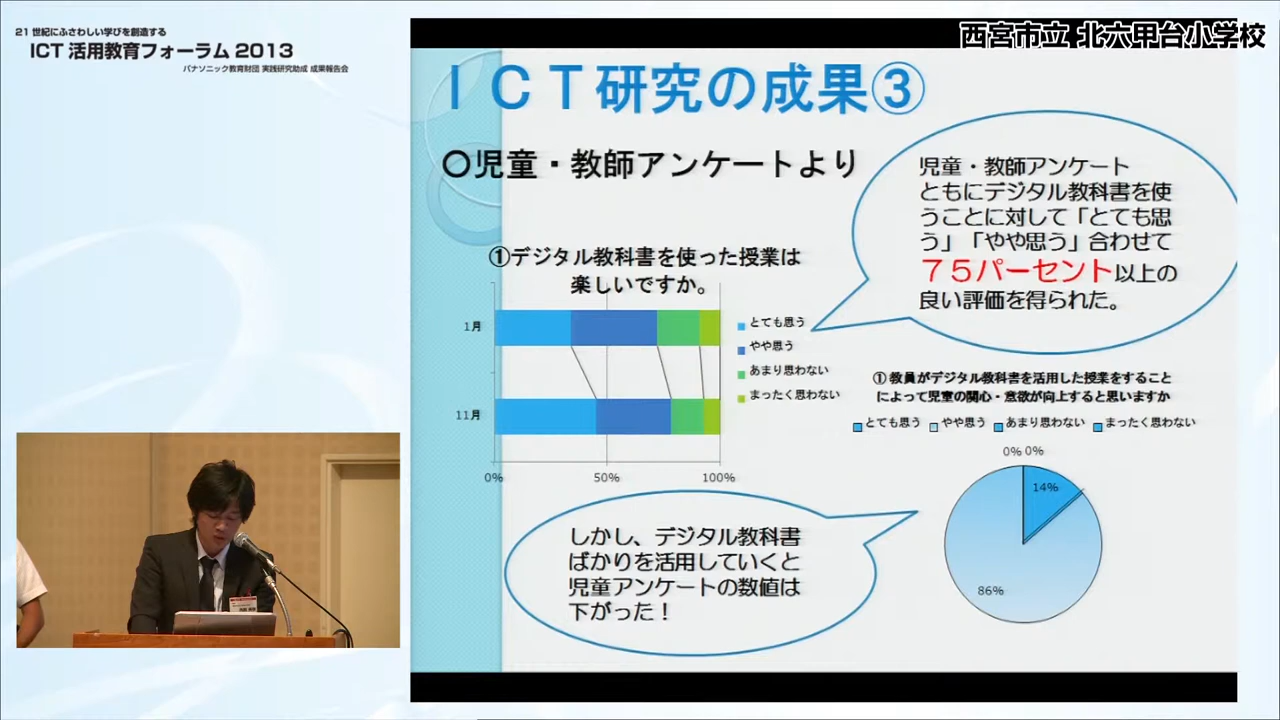 21世紀にふさわしい学びを創造する
ICT 活用教育フォーラム 2013
パナソニック教育財団 実践研究助成 成果報告会
西宮市立 北六甲台小学校
ＩＣＴ研究の成果③
○児童・教師アンケートより
児童・教師アンケート
ともにデジタル教科書を使
うことに対して「とても思
う」「やや思う」合わせて
７５パーセント以上の
良い評価を得られた。
①デジタル教科書を使った授業は
楽しいですか。
1月
11月
0%
50%
100%
とても思う
やや思う
あまり思わない
まったく思わない
①教員がデジタル教科書を活用した授業をすること
によって児童の関心・意欲が向上すると思いますか
とても思う
やや思う
あまり思わない
まったく思わない
0% 0%
14%
86%
しかし、デジタル教科書
ばかりを活用していくと
児童アンケートの数値は
下がった！